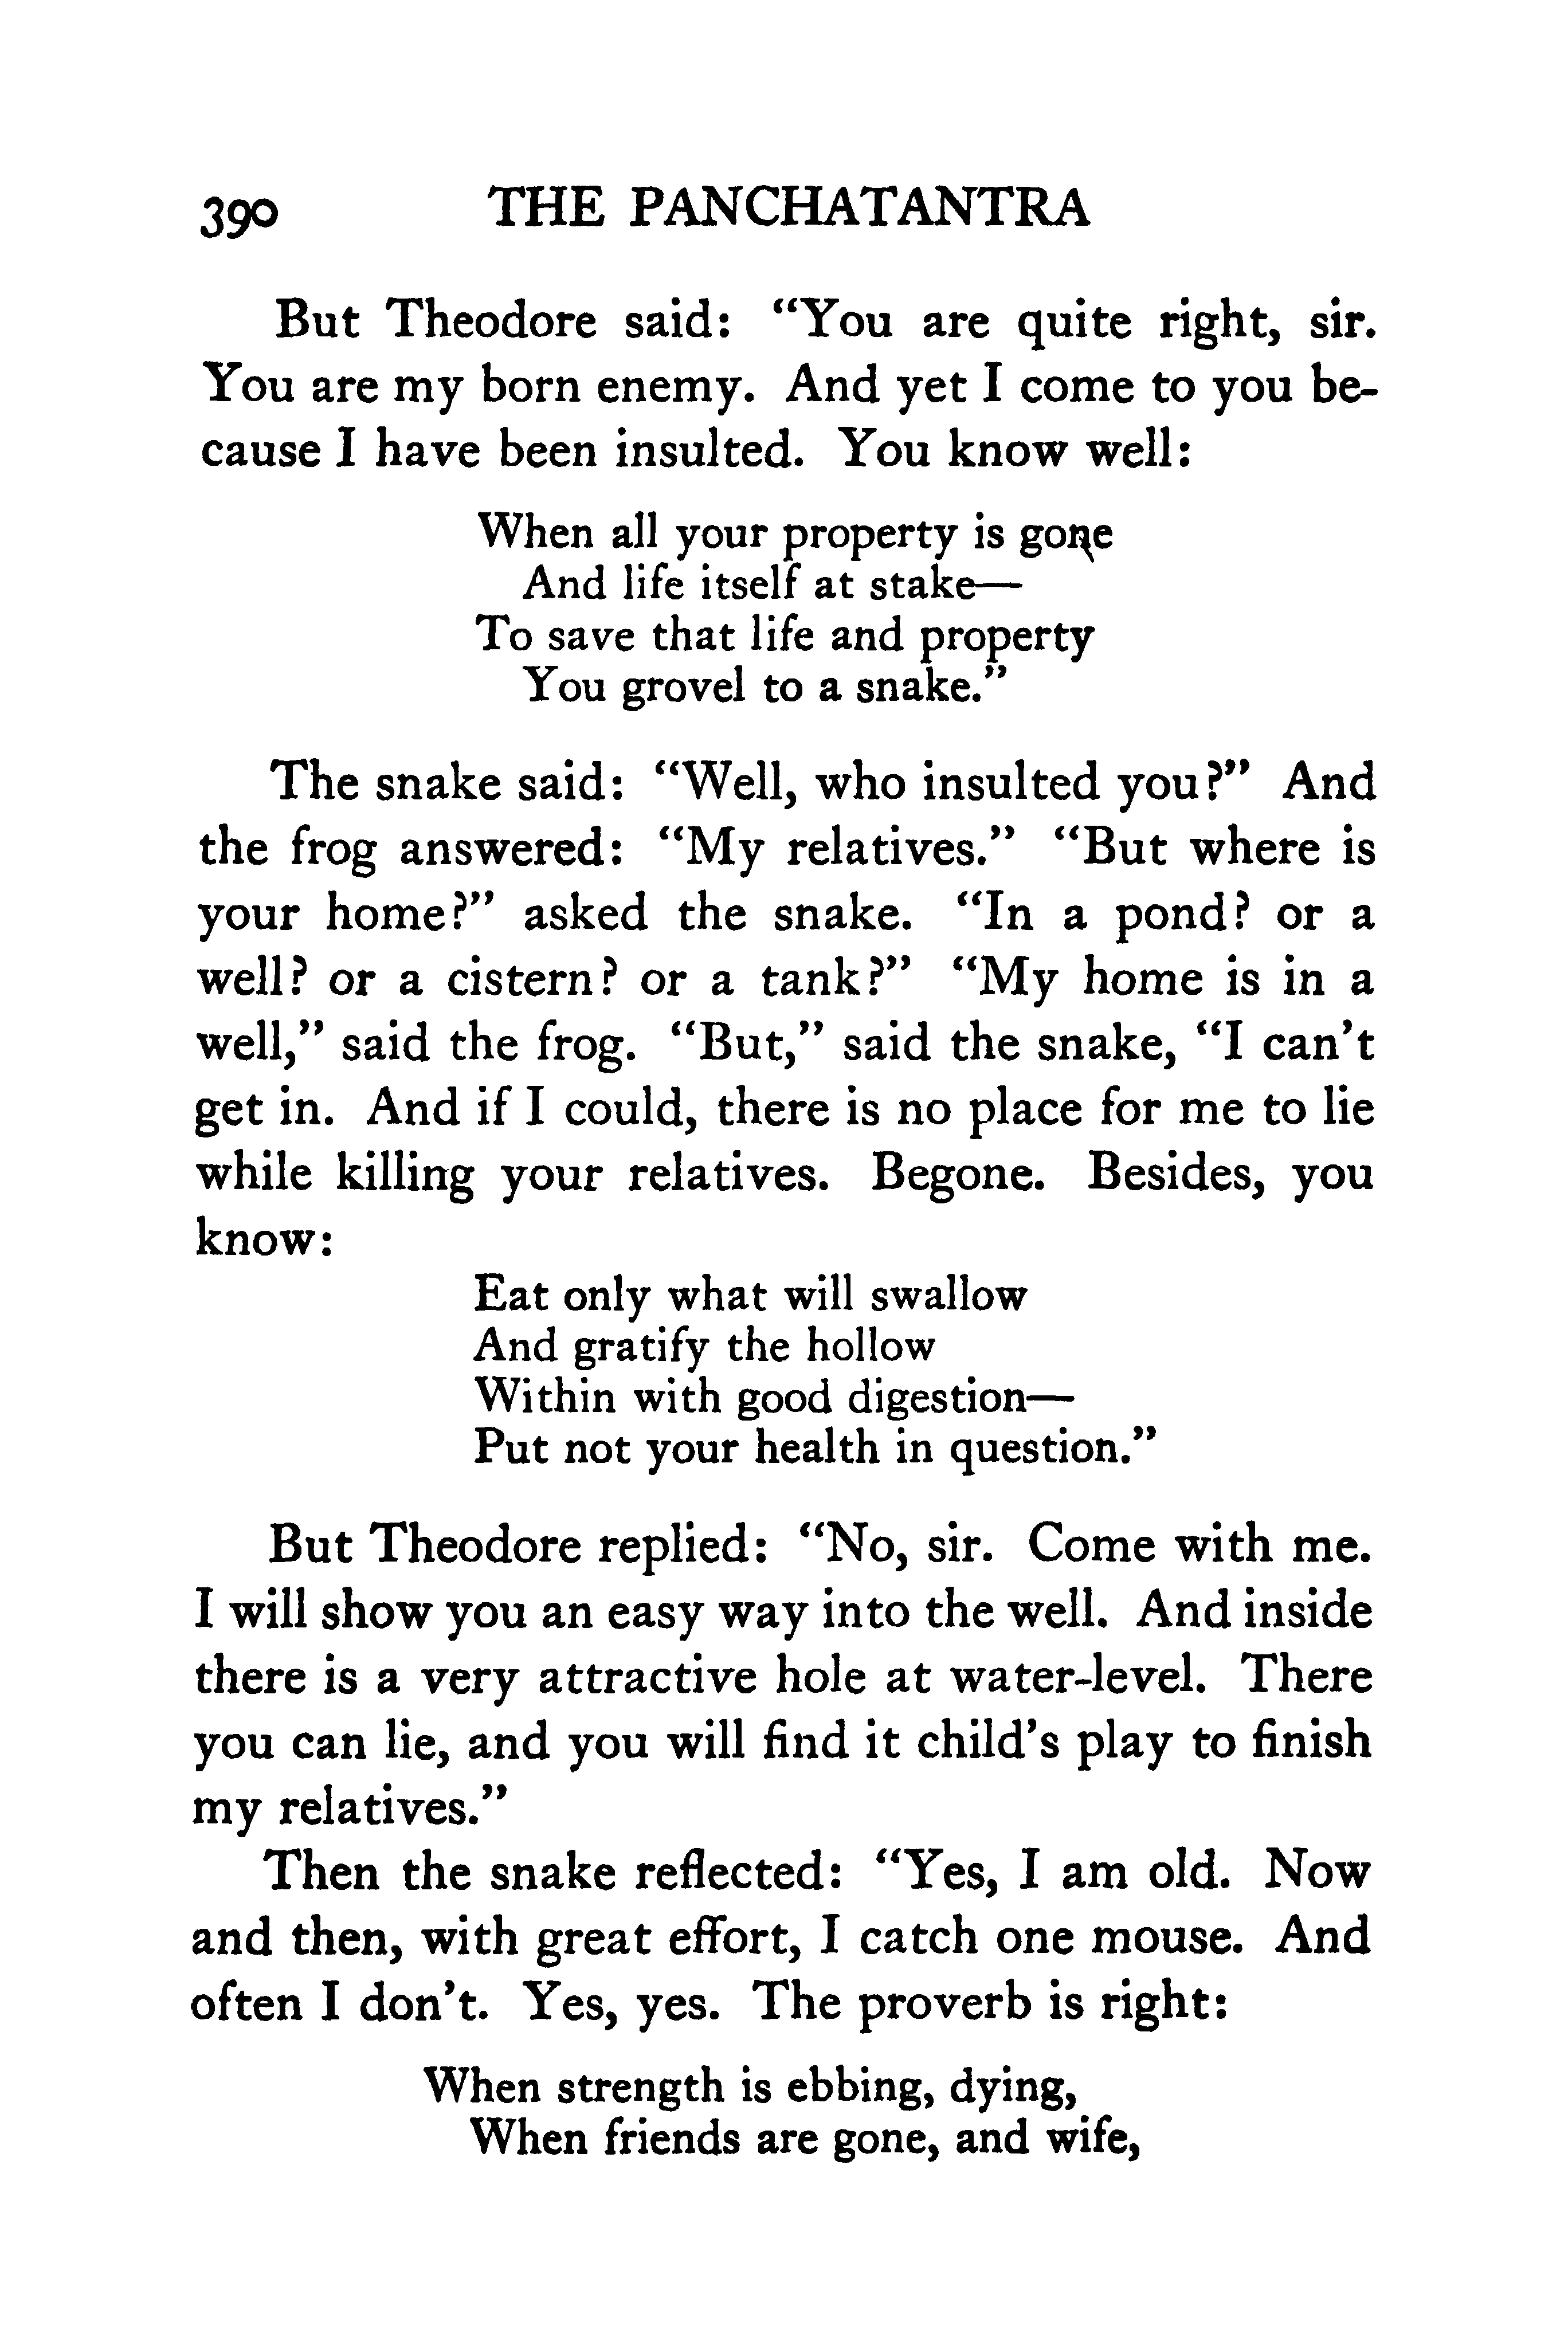 390 THE PANCHATANTRA
But Theodore said: “You are quite right, sir.
You are my born enemy. And yet I come to you be-
cause I have been insulted. You know well:
When all your property is gone
And life itself at stake—
To save that life and property
You grovel to a snake.”
The snake said: “Well, who insulted you?” And
the frog answered: “My relatives.” “But where is
your home?” asked the snake. “In a pond? or a
well? or a cistern? or a tank?” “My home is in a
well,” said the frog. “But,” said the snake, “I can’t
get in. And if I could, there is no place for me to lie
while killing your relatives. Begone. Besides, you
know:
Eat only what will swallow
And gratify the hollow
Within with good digestion—
Put not your health in question.”
But Theodore replied: “No, sir. Come with me.
I will show you an easy way into the well. And inside
there is a very attractive hole at water-level. There
you can lie, and you will find it child’s play to finish
my relatives.”
Then the snake reflected: “Yes, I am old. Now
and then, with great effort, I catch one mouse. And
often I don’t. Yes, yes. The proverb is right:
When strength is ebbing, dying,
When friends are gone, and wife,